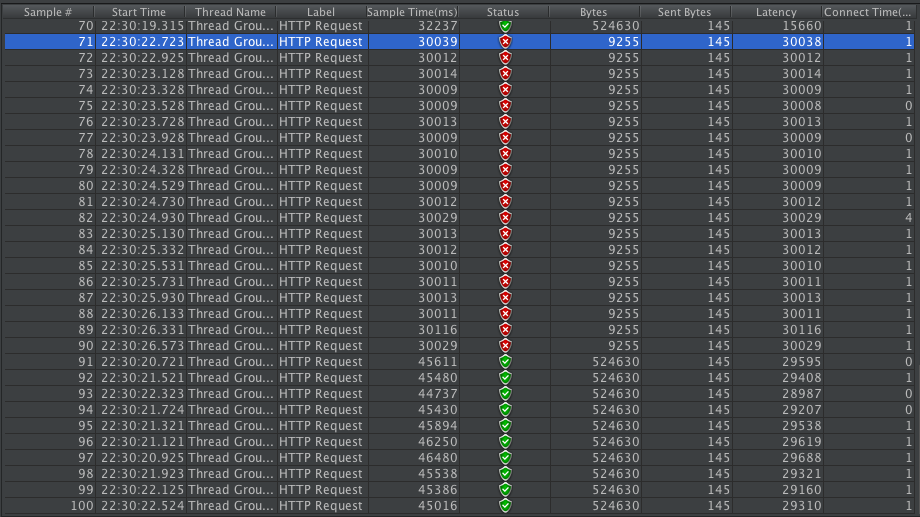 Sample # Start Time Thread Name Label Sample Time(ms) Status Bytes Sent Bytes Latency Connect Time(...
70 22:30:19.315 Thread Grou... HTTP Request 32237 524630 145 15660 1
71 22:30:22.723 Thread Grou... HTTP Request 30039 9255 145 30038 1
72 22:30:22.925 Thread Grou... HTTP Request 30012 9255 145 30012 1
73 22:30:23.128 Thread Grou... HTTP Request 30014 9255 145 30014 1
74 22:30:23.328 Thread Grou... HTTP Request 30009 9255 145 30009 1
75 22:30:23.528 Thread Grou... HTTP Request 30009 9255 145 30008 0
76 22:30:23.728 Thread Grou... HTTP Request 30013 9255 145 30013 1
77 22:30:23.928 Thread Grou... HTTP Request 30009 9255 145 30009 0
78 22:30:24.131 Thread Grou... HTTP Request 30010 9255 145 30010 1
79 22:30:24.328 Thread Grou... HTTP Request 30009 9255 145 30009 1
80 22:30:24.529 Thread Grou... HTTP Request 30009 9255 145 30009 1
81 22:30:24.730 Thread Grou... HTTP Request 30012 9255 145 30012 1
82 22:30:24.930 Thread Grou... HTTP Request 30029 9255 145 30029 4
83 22:30:25.130 Thread Grou... HTTP Request 30013 9255 145 30013 1
84 22:30:25.332 Thread Grou... HTTP Request 30012 9255 145 30012 1
85 22:30:25.531 Thread Grou... HTTP Request 30010 9255 145 30010 1
86 22:30:25.731 Thread Grou... HTTP Request 30011 9255 145 30011 1
87 22:30:25.930 Thread Grou... HTTP Request 30013 9255 145 30013 1
88 22:30:26.133 Thread Grou... HTTP Request 30011 9255 145 30011 1
89 22:30:26.331 Thread Grou... HTTP Request 30116 9255 145 30116 1
90 22:30:26.573 Thread Grou... HTTP Request 30029 9255 145 30029 1
91 22:30:20.721 Thread Grou... HTTP Request 45611 524630 145 29595 0
92 22:30:21.521 Thread Grou... HTTP Request 45480 524630 145 29408 1
93 22:30:22.323 Thread Grou... HTTP Request 44737 524630 145 28987 0
94 22:30:21.724 Thread Grou... HTTP Request 45430 524630 145 29207 0
95 22:30:21.321 Thread Grou... HTTP Request 45894 524630 145 29538 1
96 22:30:21.121 Thread Grou... HTTP Request 46250 524630 145 29619 1
97 22:30:20.925 Thread Grou... HTTP Request 46480 524630 145 29688 1
98 22:30:21.923 Thread Grou... HTTP Request 45538 524630 145 29321 1
99 22:30:22.125 Thread Grou... HTTP Request 45386 524630 145 29160 1
100 22:30:22.524 Thread Grou... HTTP Request 45016 524630 145 29310 1